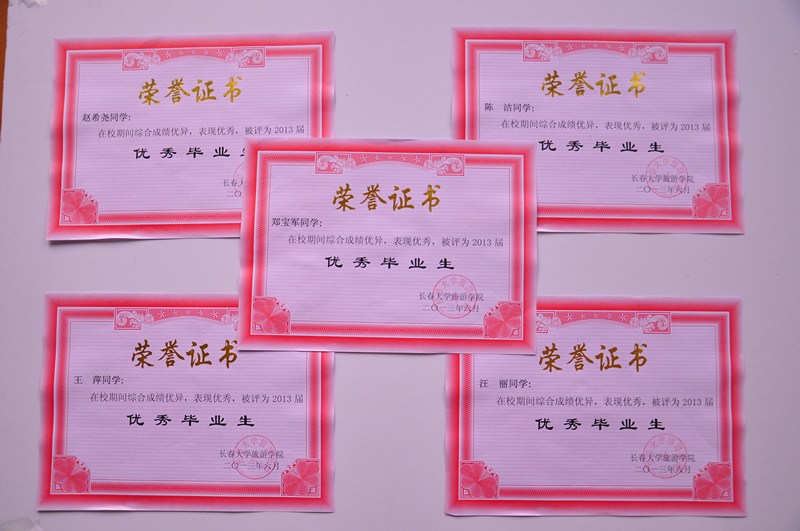 荣誉证书
赵希尧同学:
在校期间综合成绩优异，表现优秀，被评为2013届
优秀毕业生
长春大
二〇
荣誉证书
陈 洁同学:
在校期间综合成绩优异，表现优秀，被评为2013届
优秀毕业生
长春大学旅游学院
二〇一三年六月
荣誉证书
郑宝军同学:
在校期间综合成绩优异，表现优秀，被评为2013届
优秀毕业生
长春大学旅游学院
二〇一三年六月
荣誉证书
王 萍同学:
在校期间综合成绩优异，表现优秀，被评为2013届
优秀毕业生
长春大学旅游学院
二〇一三年六月
荣誉证书
汪 丽同学:
在校期间综合成绩优异，表现优秀，被评为2013届
优秀毕业生
长春大学旅游学院
二〇一三年六月